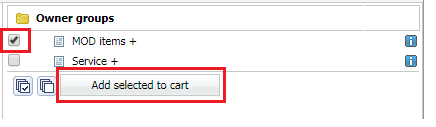 Owner groups
MOD items +
Service +
Add selected to cart